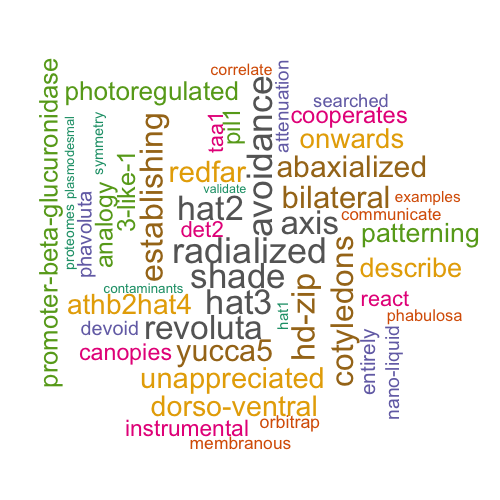 correlate
photoregulated
searched
cooperates
attenuation
avoidance
promoter-beta-glucuronidase
plasmodesmal
proteomes
symmetry
phavoluta
analogy
3-like-1
establishing
taa1
pil1
onwards
redfar
abaxialized
validate
bilateral
examples
communicate
hat2
axis
det2
patterning
radialized
shade
describe
contaminants
hat3
hat1
hd-zip
cotyledons
react
athb2hat4
phabulosa
devoid
revoluta
entirely
nano-liquid
canopies
yucca5
unappreciated
dorso-ventral
instrumental
orbitrap
membranous